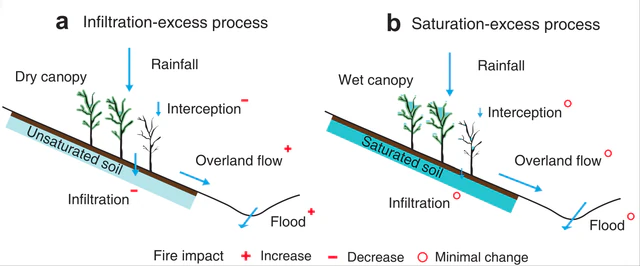 a Infiltration-excess process
Rainfall
Dry canopy
Interception −
Unsaturated soil
Overland flow +
Infiltration −
Flood +
b Saturation-excess process
Rainfall
Wet canopy
Interception ○
Saturated soil
Overland flow ○
Infiltration ○
Flood ○
Fire impact + Increase − Decrease ○ Minimal change